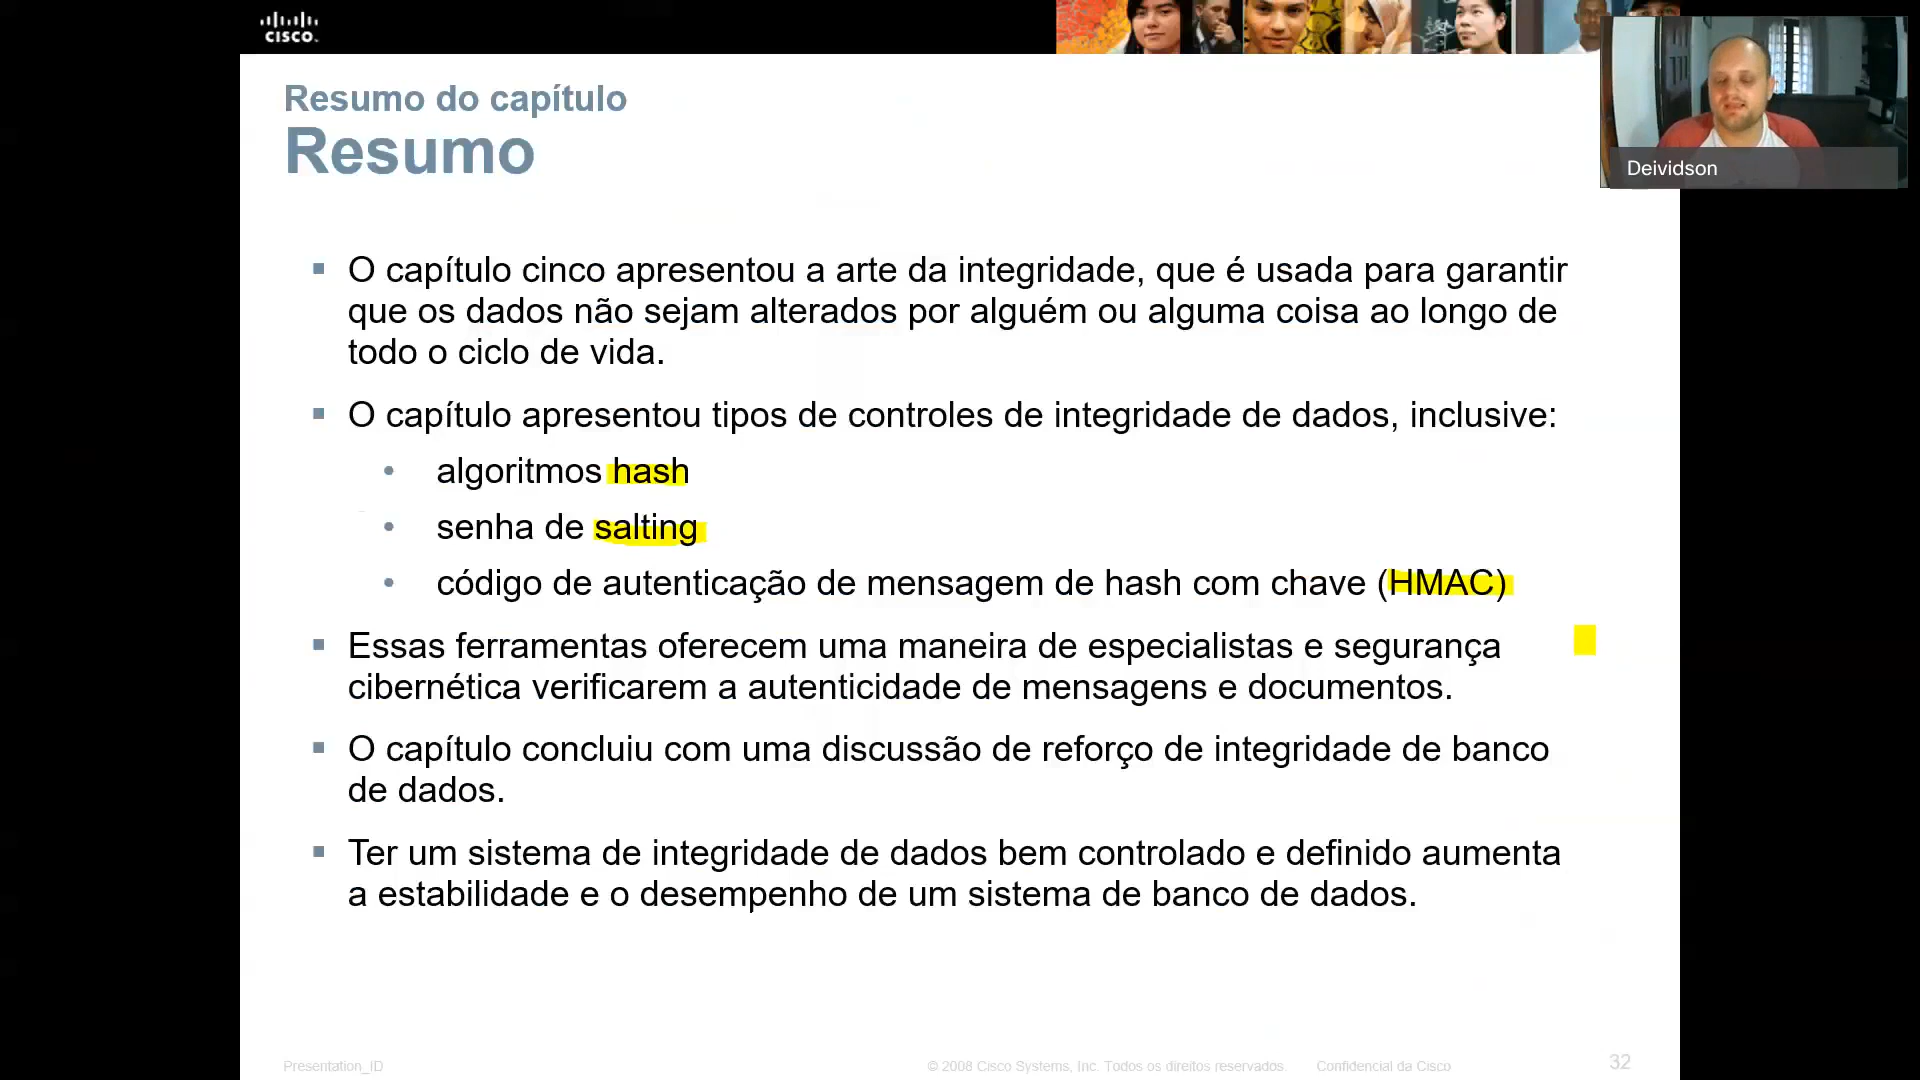 CISCO.
Deividson
Resumo do capítulo
Resumo
O capítulo cinco apresentou a arte da integridade, que é usada para garantir
que os dados não sejam alterados por alguém ou alguma coisa ao longo de
todo o ciclo de vida.
O capítulo apresentou tipos de controles de integridade de dados, inclusive:
algoritmos hash
senha de salting
código de autenticação de mensagem de hash com chave (HMAC)
Essas ferramentas oferecem uma maneira de especialistas e segurança
cibernética verificarem a autenticidade de mensagens e documentos.
O capítulo concluiu com uma discussão de reforço de integridade de banco
de dados.
Ter um sistema de integridade de dados bem controlado e definido aumenta
a estabilidade e o desempenho de um sistema de banco de dados.
Presentation_ID © 2008 Cisco Systems, Inc. Todos os direitos reservados. Confidencial da Cisco 32